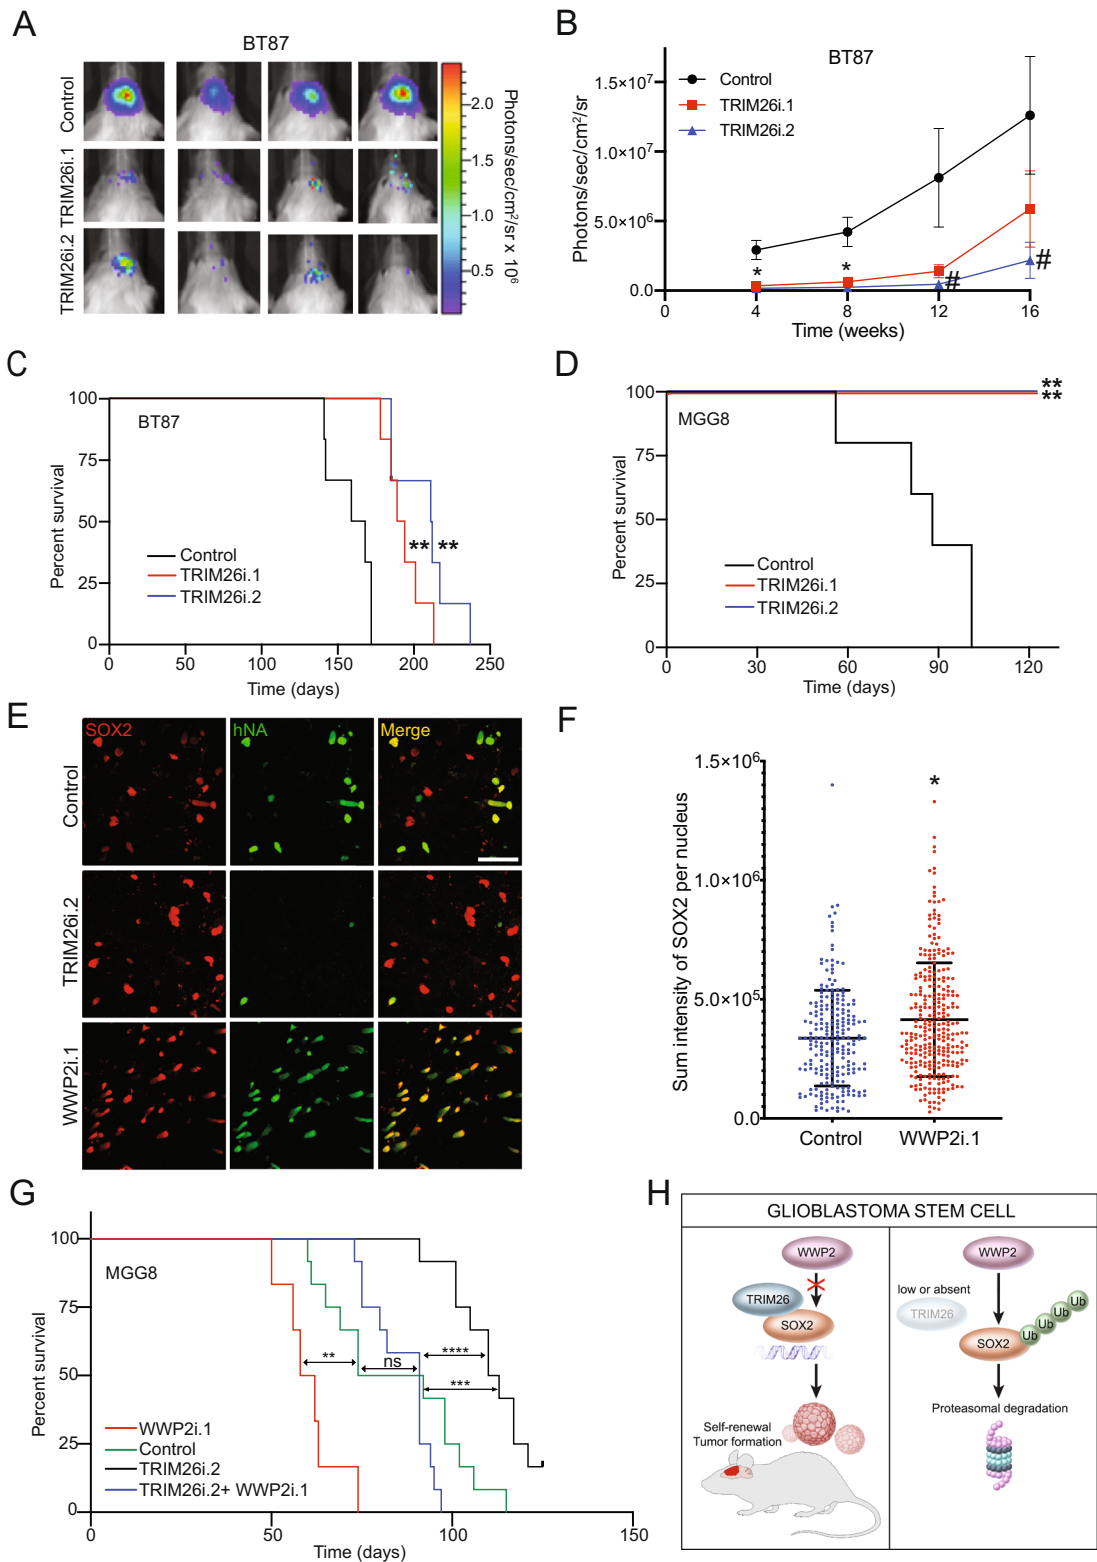 A
BT87
Control
TRIM26i.1
TRIM26i.2
2.0
1.5
1.0
0.5
Photons/sec/cm²/sr x 10⁶
B
BT87
Control
TRIM26i.1
TRIM26i.2
Photons/sec/cm²/sr
1.5×10⁷
1.0×10⁷
5.0×10⁶
0.0
* * # #
0 4 8 12 16
Time (weeks)
C
BT87
Percent survival
100
75
50
25
0
** **
Control
TRIM26i.1
TRIM26i.2
0 50 100 150 200 250
Time (days)
D
MGG8
Percent survival
100
75
50
25
0
**
**
Control
TRIM26i.1
TRIM26i.2
0 30 60 90 120
Time (days)
E
SOX2 hNA Merge
Control
TRIM26i.2
WWP2i.1
F
Sum intensity of SOX2 per nucleus
1.5×10⁶
1.0×10⁶
5.0×10⁵
0.0
*
Control WWP2i.1
G
MGG8
Percent survival
100
75
50
25
0
** ns **** ***
WWP2i.1
Control
TRIM26i.2
TRIM26i.2+ WWP2i.1
0 50 100 150
Time (days)
H
GLIOBLASTOMA STEM CELL
WWP2
TRIM26
SOX2
Self-renewal
Tumor formation
WWP2
low or absent
TRIM26
SOX2
Ub Ub Ub Ub
Proteasomal degradation